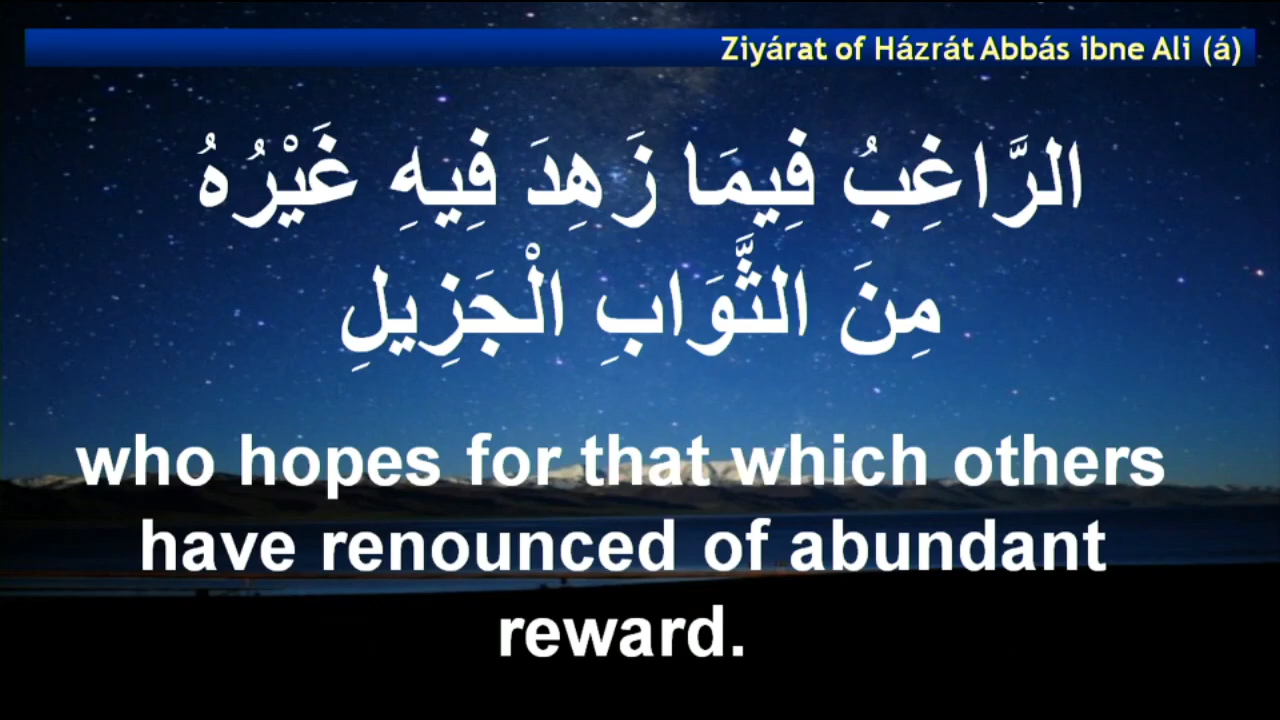 Ziyárat of Házrát Abbás ibne Ali (á)
الرَّاغِبُ فِيمَا زَهِدَ فِيهِ غَيْرُهُ
مِنَ الثَّوَابِ الْجَزِيلِ
who hopes for that which others
have renounced of abundant
reward.